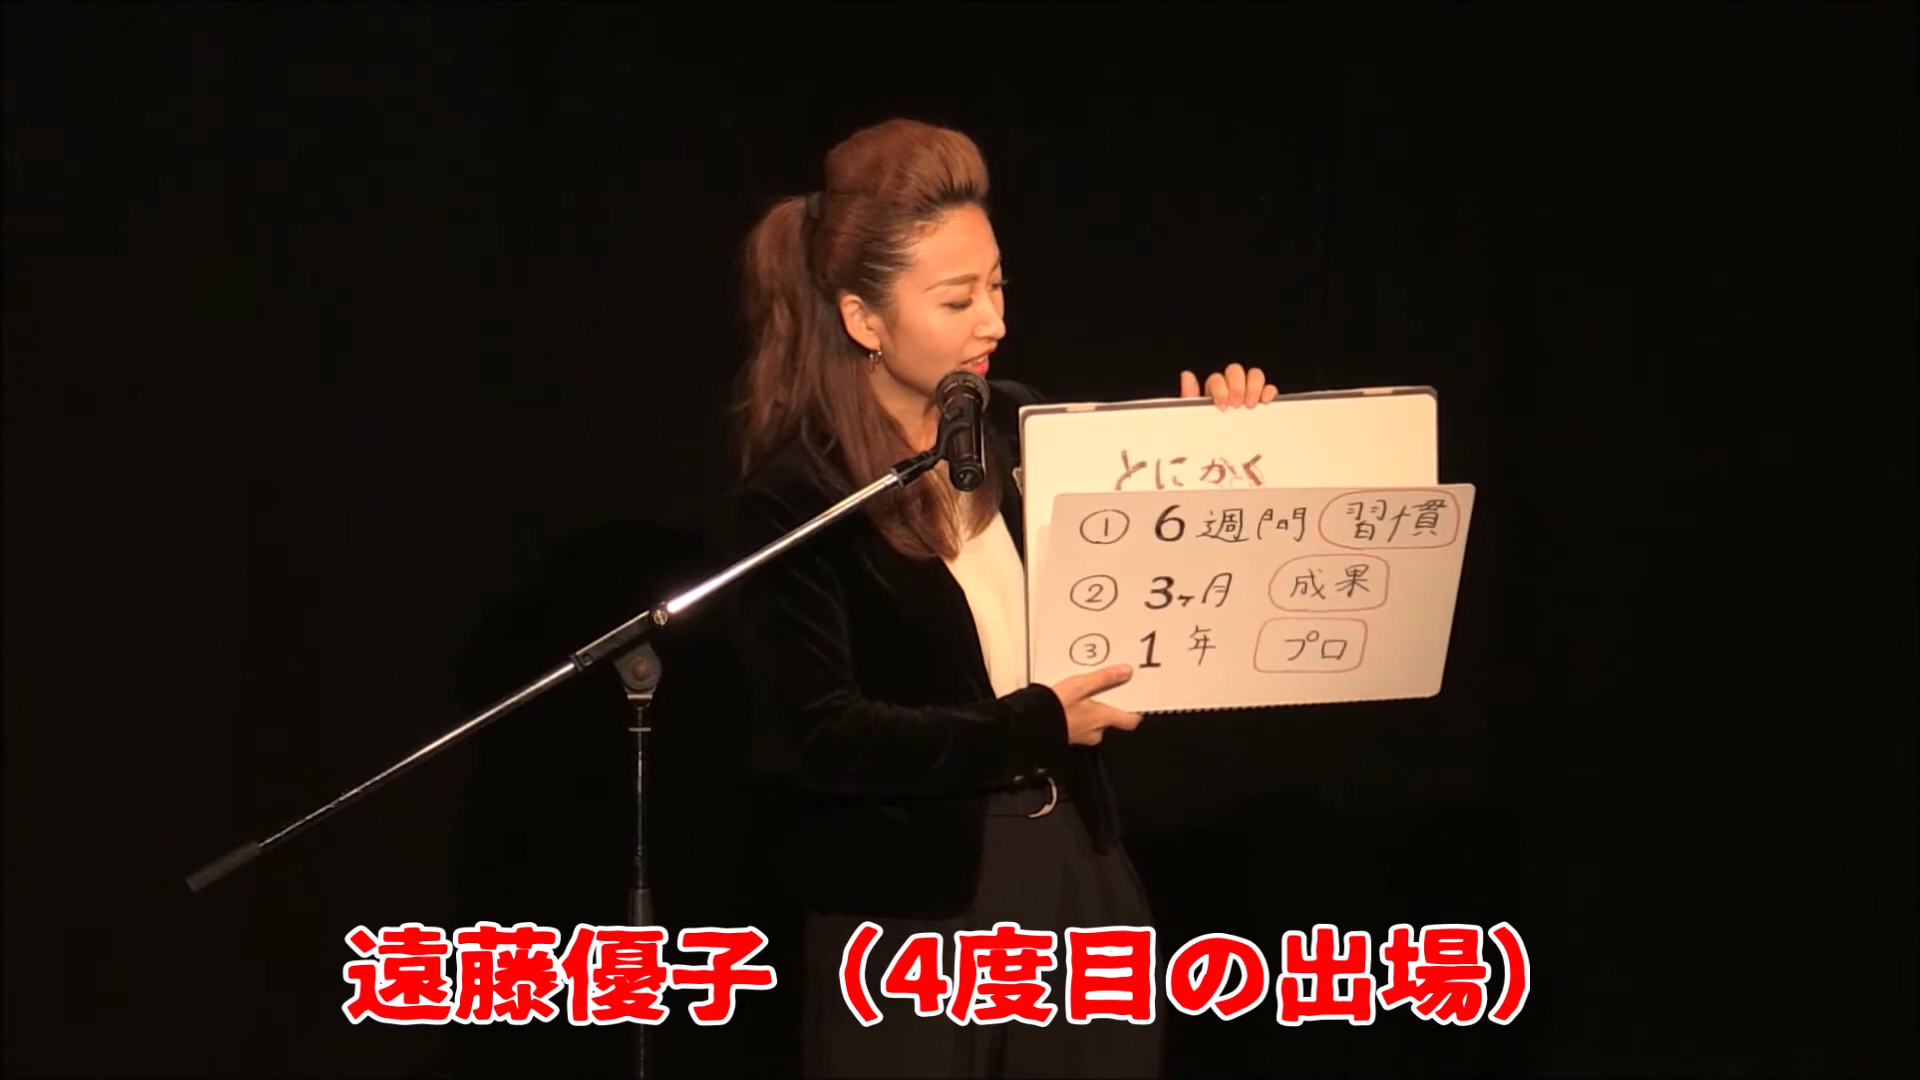 とにかく
① 6週間 習慣
② 3ヶ月 成果
③ 1年 プロ
遠藤優子（4度目の出場）